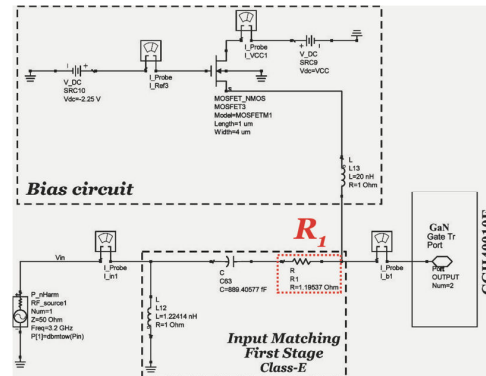 I_Probe
I_VCC1
V_DC
SRC9
Vdc=VCC
V_DC
SRC10
Vdc=-2.25 V
I_Probe
I_Ref3
MOSFET_NMOS
MOSFET3
Model=MOSFETM1
Length=1 um
Width=4 um
Bias circuit
L
L13
L=20 nH
R=1 Ohm
R1
GaN
Gate Tr
Port
Vin
I_Probe
I_in1
C
C63
C=889.40577 fF
R
R1
R=1.19537 Ohm
I_Probe
I_b1
Port
OUTPUT
Num=2
P_nHarm
RF_source1
Num=1
Z=50 Ohm
Freq=3.2 GHz
P[1]=dbmtow(Pin)
L
L12
L=1.22414 nH
R=1 Ohm
Input Matching
First Stage
Class-E